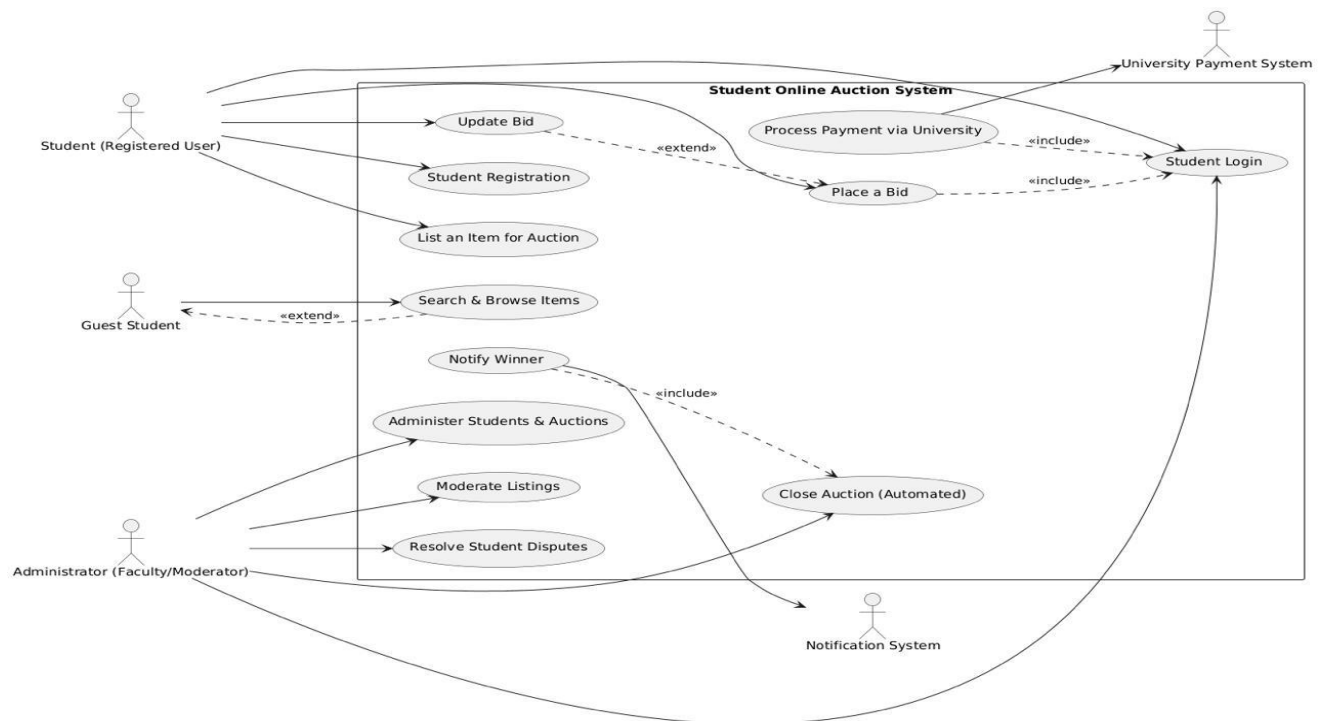 University Payment System
Student Online Auction System
Student (Registered User)
Update Bid
Process Payment via University
«extend»
«include»
Student Login
Student Registration
Place a Bid
«include»
List an Item for Auction
Guest Student
Search & Browse Items
«extend»
Notify Winner
«include»
Administer Students & Auctions
Moderate Listings
Close Auction (Automated)
Resolve Student Disputes
Administrator (Faculty/Moderator)
Notification System